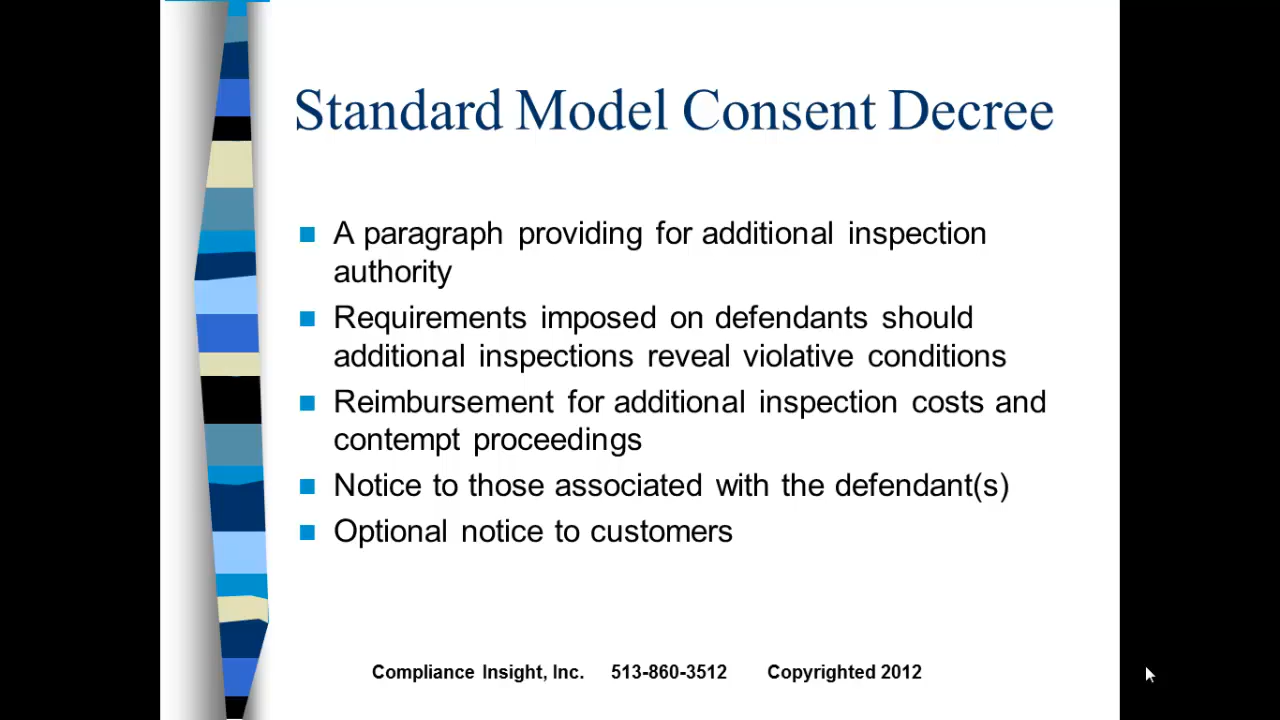 Standard Model Consent Decree
A paragraph providing for additional inspection
authority
Requirements imposed on defendants should
additional inspections reveal violative conditions
Reimbursement for additional inspection costs and
contempt proceedings
Notice to those associated with the defendant(s)
Optional notice to customers
Compliance Insight, Inc. 513-860-3512 Copyrighted 2012